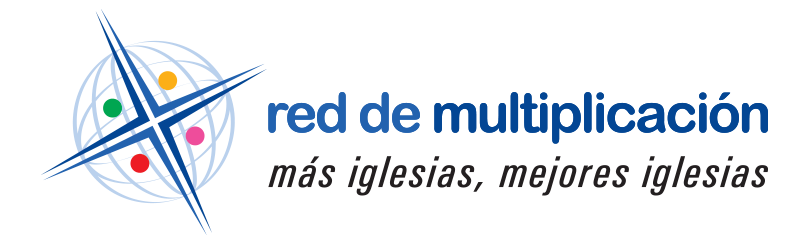 red de multiplicación
más iglesias, mejores iglesias